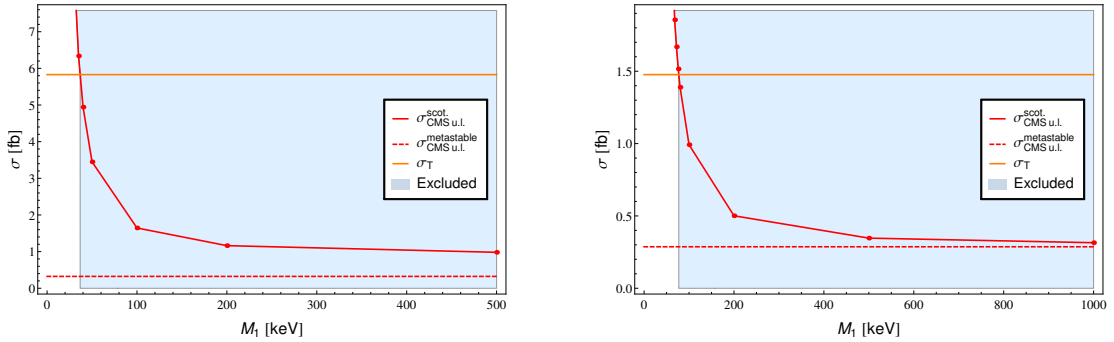 7
6
5
4
3
2
1
0
σ [fb]
0 100 200 300 400 500
M₁ [keV]
σ^scot._CMS u.l.
σ^metastable_CMS u.l.
σ_T
Excluded
1.5
1.0
0.5
0.0
σ [fb]
0 200 400 600 800 1000
M₁ [keV]
σ^scot._CMS u.l.
σ^metastable_CMS u.l.
σ_T
Excluded